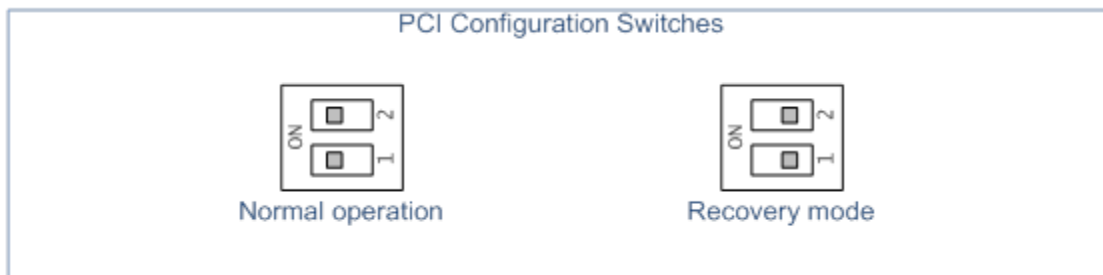 PCI Configuration Switches
ON
2
1
ON
2
1
Normal operation
Recovery mode